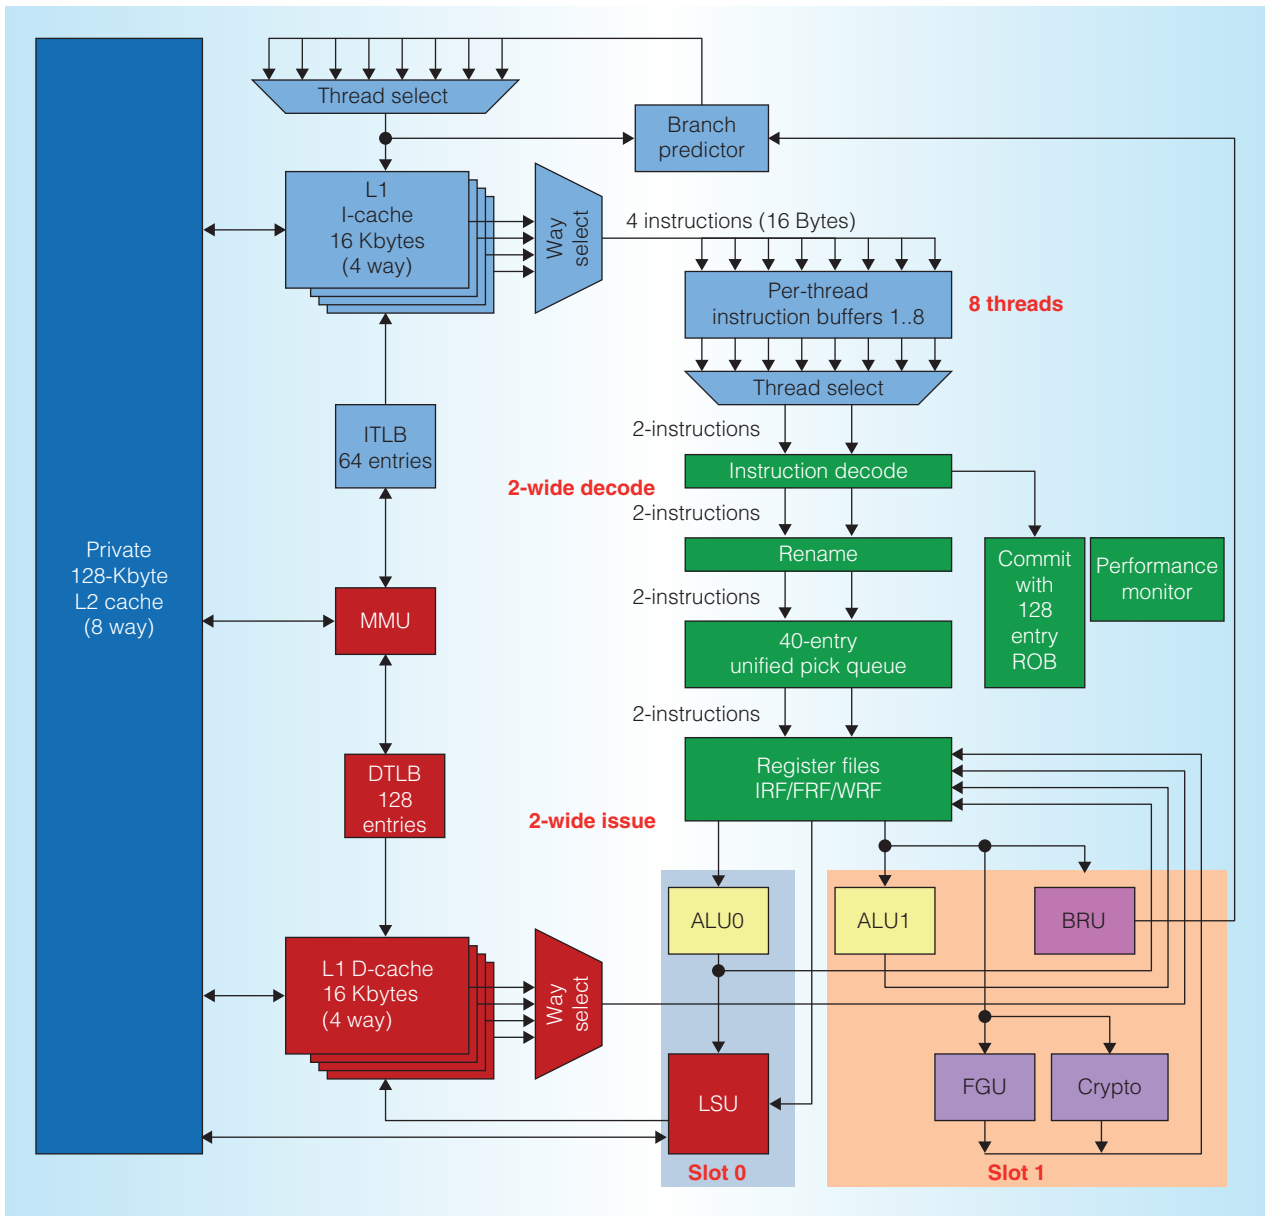 Thread select
Branch
predictor
L1
I-cache
16 Kbytes
(4 way)
Way
select
4 instructions (16 Bytes)
Per-thread
instruction buffers 1..8
8 threads
Thread select
ITLB
64 entries
2-instructions
Instruction decode
2-wide decode
2-instructions
Rename
Commit
with
128
entry
ROB
Performance
monitor
Private
128-Kbyte
L2 cache
(8 way)
MMU
2-instructions
40-entry
unified pick queue
2-instructions
DTLB
128
entries
Register files
IRF/FRF/WRF
2-wide issue
ALU0
ALU1
BRU
L1 D-cache
16 Kbytes
(4 way)
Way
select
LSU
FGU
Crypto
Slot 0
Slot 1